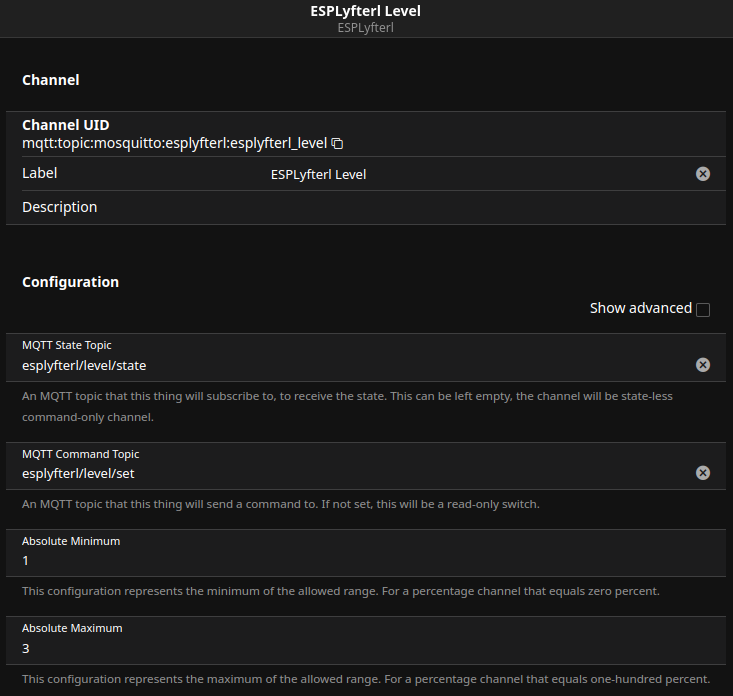 ESPLyfterl Level
ESPLyfterl
Channel
Channel UID
mqtt:topic:mosquitto:esplyfterl:esplyfterl_level
Label ESPLyfterl Level
Description
Configuration
Show advanced
MQTT State Topic
esplyfterl/level/state
An MQTT topic that this thing will subscribe to, to receive the state. This can be left empty, the channel will be state-less
command-only channel.
MQTT Command Topic
esplyfterl/level/set
An MQTT topic that this thing will send a command to. If not set, this will be a read-only switch.
Absolute Minimum
1
This configuration represents the minimum of the allowed range. For a percentage channel that equals zero percent.
Absolute Maximum
3
This configuration represents the maximum of the allowed range. For a percentage channel that equals one-hundred percent.